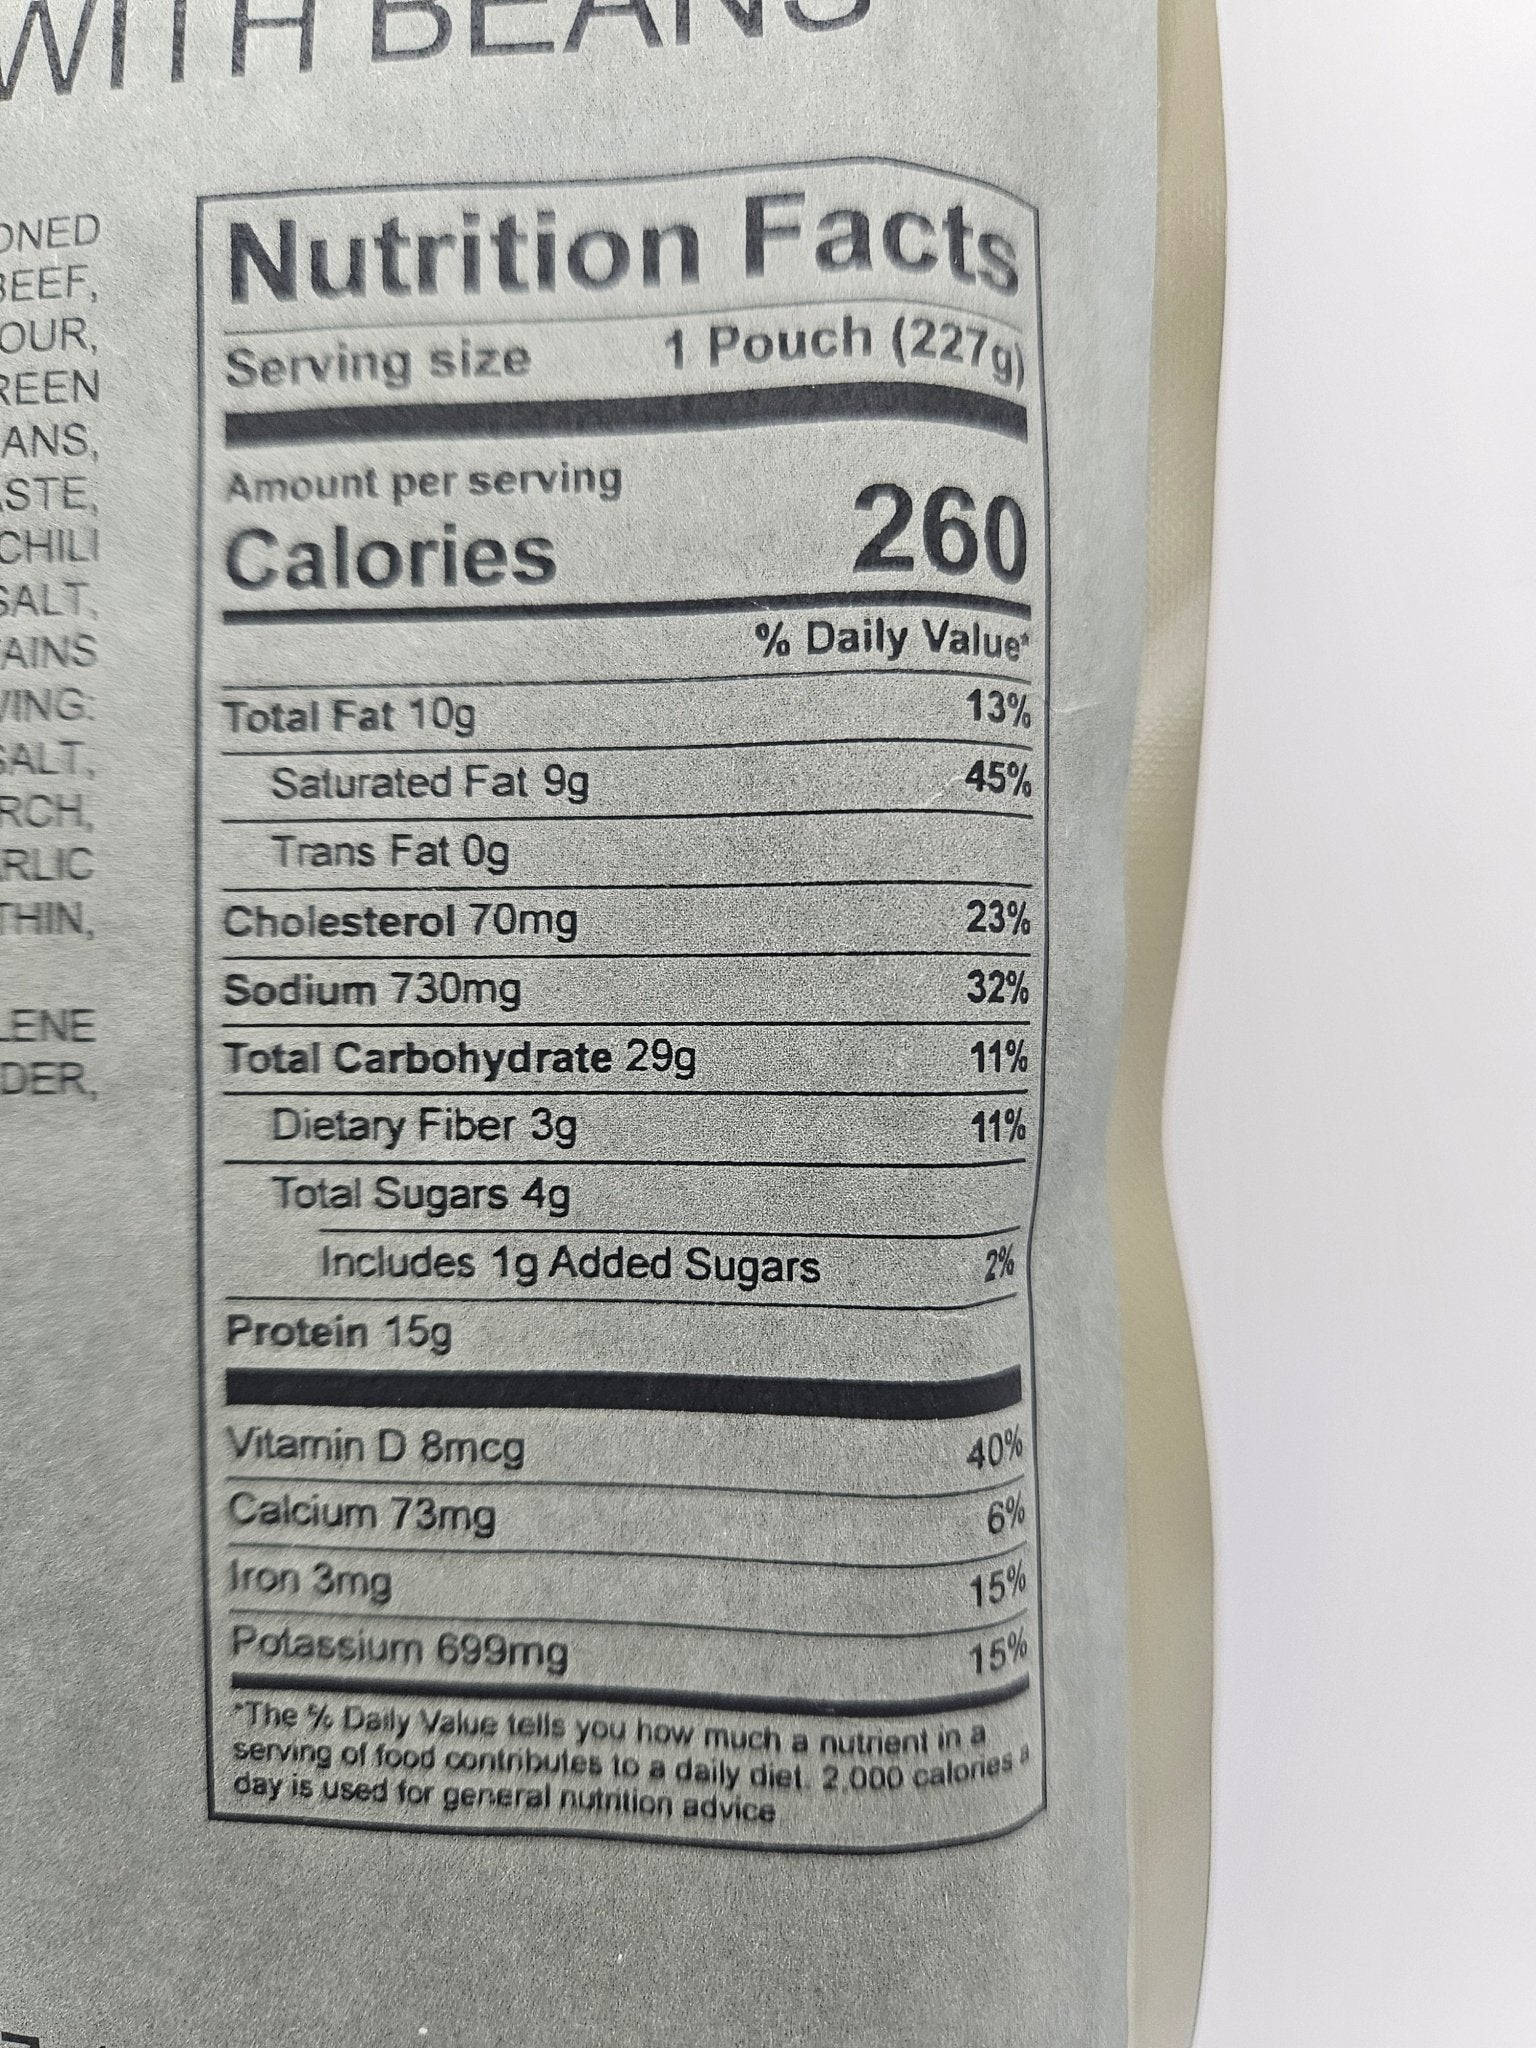 WITH BEANS
ONED
BEEF,
OUR,
REEN
ANS,
STE,
CHILI
SALT,
AINS
WING:
SALT,
RCH,
RLIC
THIN,
LENE
DER,
Nutrition Facts
Serving size 1 Pouch (227g)
Amount per serving
Calories 260
% Daily Value*
Total Fat 10g 13%
Saturated Fat 9g 45%
Trans Fat 0g
Cholesterol 70mg 23%
Sodium 730mg 32%
Total Carbohydrate 29g 11%
Dietary Fiber 3g 11%
Total Sugars 4g
Includes 1g Added Sugars 2%
Protein 15g
Vitamin D 8mcg 40%
Calcium 73mg 6%
Iron 3mg 15%
Potassium 699mg 15%
*The % Daily Value tells you how much a nutrient in a
serving of food contributes to a daily diet. 2,000 calories a
day is used for general nutrition advice